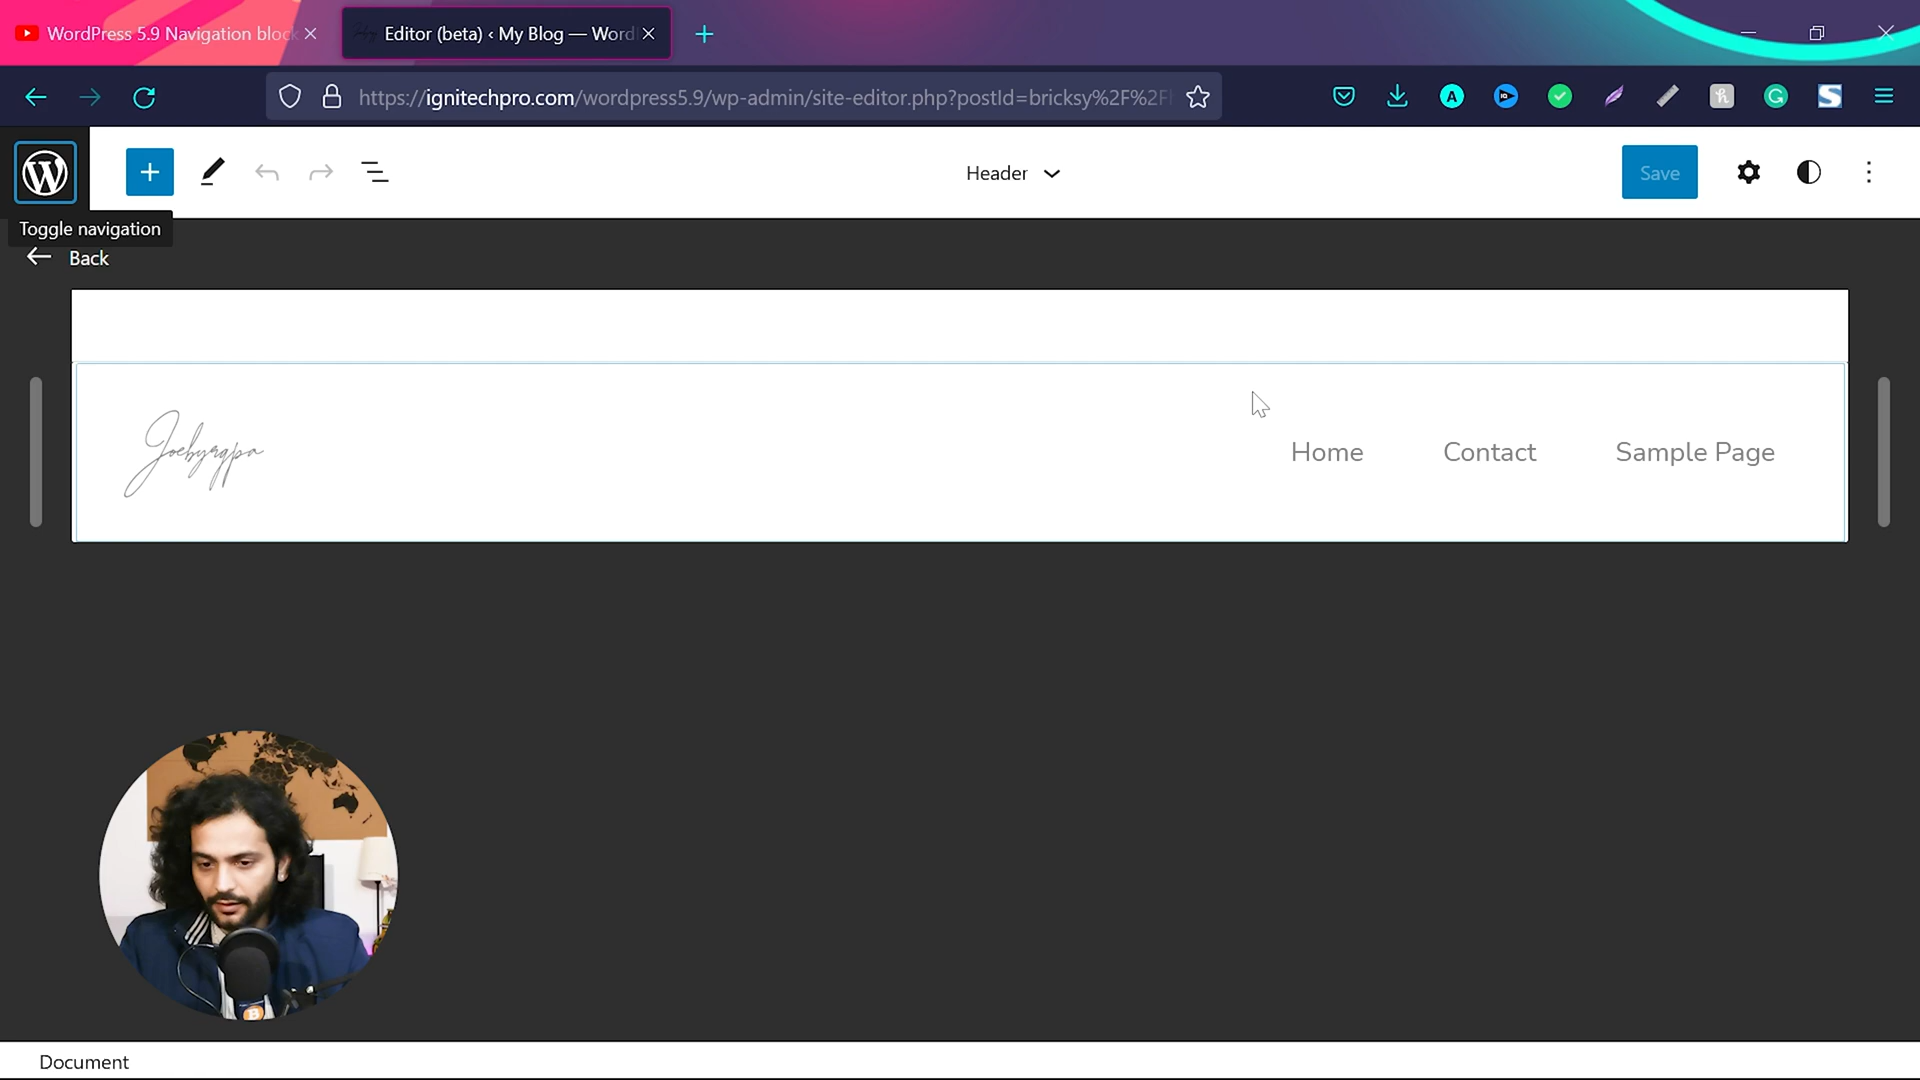 WordPress 5.9 Navigation block
Editor (beta) ‹ My Blog — Word
https://ignitechpro.com/wordpress5.9/wp-admin/site-editor.php?postId=bricksy%2F%2F
Header
Save
Toggle navigation
Back
Home
Contact
Sample Page
Document